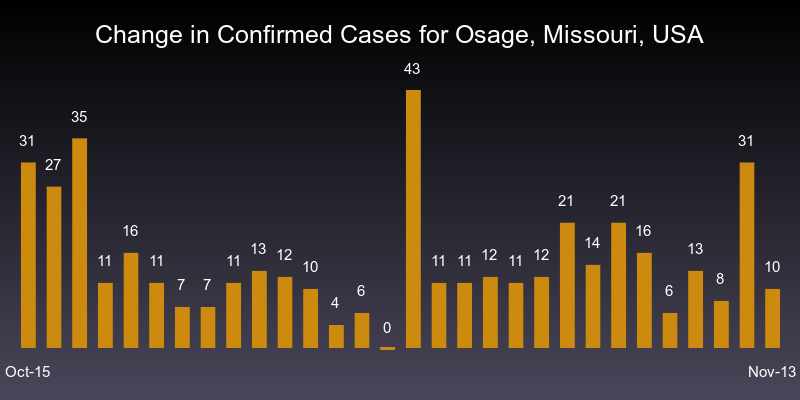 Change in Confirmed Cases for Osage, Missouri, USA
31 27 35 11 16 11 7 7 11 13 12 10 4 6 0 43 11 11 12 11 12 21 14 21 16 6 13 8 31 10
Oct-15 Nov-13